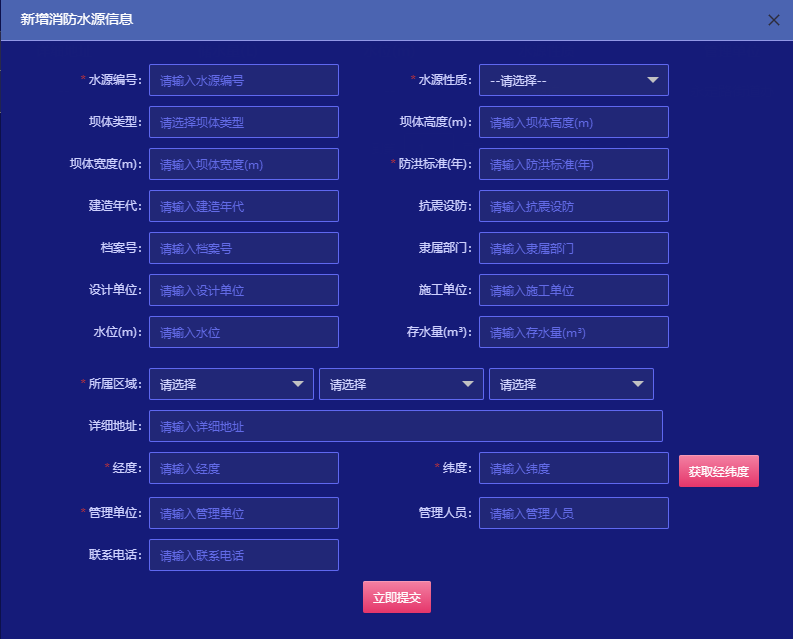 新增消防水源信息
* 水源编号: 请输入水源编号 * 水源性质: --请选择--
坝体类型: 请选择坝体类型 坝体高度(m): 请输入坝体高度(m)
坝体宽度(m): 请输入坝体宽度(m) * 防洪标准(年): 请输入防洪标准(年)
建造年代: 请输入建造年代 抗震设防: 请输入抗震设防
档案号: 请输入档案号 隶属部门: 请输入隶属部门
设计单位: 请输入设计单位 施工单位: 请输入施工单位
水位(m): 请输入水位 存水量(m³): 请输入存水量(m³)
* 所属区域: 请选择 请选择 请选择
详细地址: 请输入详细地址
* 经度: 请输入经度 * 纬度: 请输入纬度 获取经纬度
* 管理单位: 请输入管理单位 管理人员: 请输入管理人员
联系电话: 请输入联系电话
立即提交